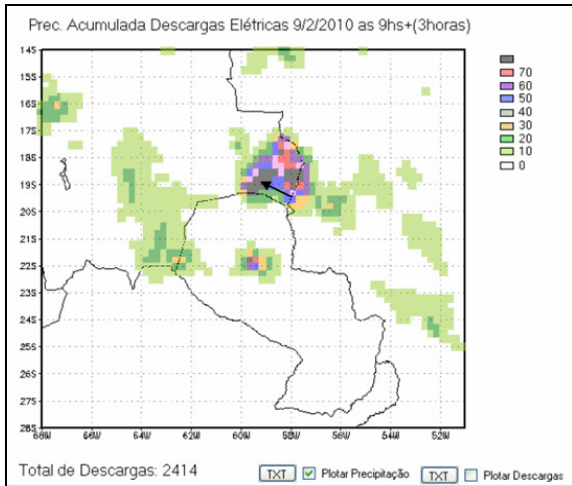 Prec. Acumulada Descargas Elétricas 9/2/2010 as 9hs+(3horas)
14S
15S
16S
17S
18S
19S
20S
21S
22S
23S
24S
25S
26S
27S
28S
68W 66W 64W 62W 60W 58W 56W 54W 52W
70
60
50
40
30
20
10
0
Total de Descargas: 2414 TXT Plotar Precipitação TXT Plotar Descargas